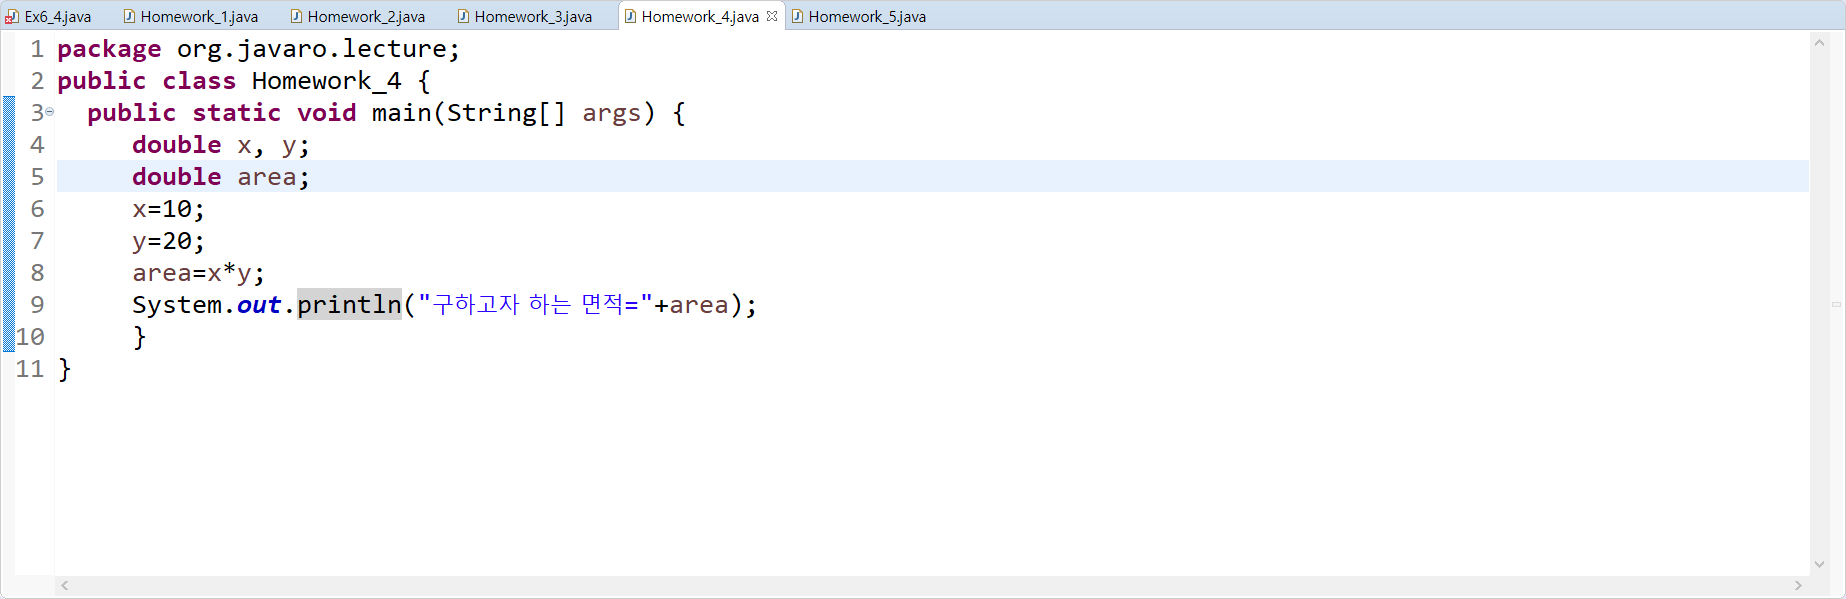 Ex6_4.java Homework_1.java Homework_2.java Homework_3.java Homework_4.java Homework_5.java
1 package org.javaro.lecture;
2 public class Homework_4 {
3 public static void main(String[] args) {
4 double x, y;
5 double area;
6 x=10;
7 y=20;
8 area=x*y;
9 System.out.println("구하고자 하는 면적="+area);
10 }
11 }